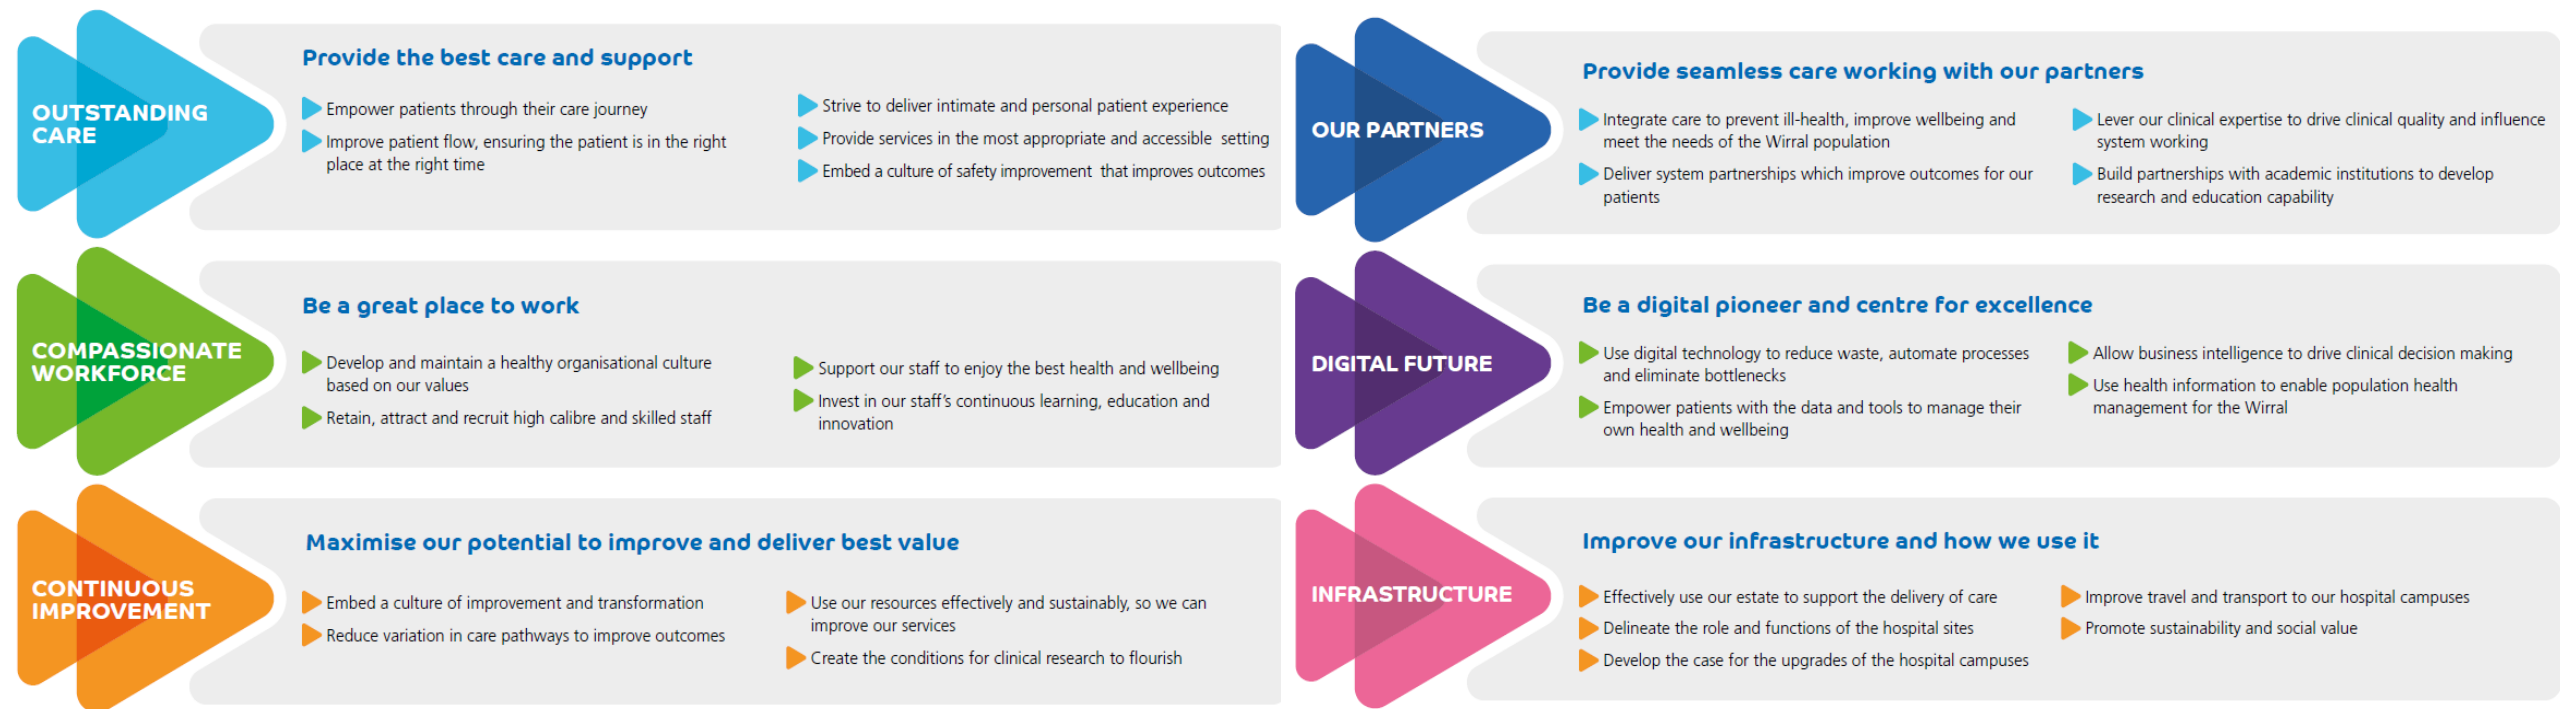 OUTSTANDING
CARE
Provide the best care and support
Empower patients through their care journey
Improve patient flow, ensuring the patient is in the right
place at the right time
Strive to deliver intimate and personal patient experience
Provide services in the most appropriate and accessible setting
Embed a culture of safety improvement that improves outcomes
COMPASSIONATE
WORKFORCE
Be a great place to work
Develop and maintain a healthy organisational culture
based on our values
Retain, attract and recruit high calibre and skilled staff
Support our staff to enjoy the best health and wellbeing
Invest in our staff's continuous learning, education and
innovation
CONTINUOUS
IMPROVEMENT
Maximise our potential to improve and deliver best value
Embed a culture of improvement and transformation
Reduce variation in care pathways to improve outcomes
Use our resources effectively and sustainably, so we can
improve our services
Create the conditions for clinical research to flourish
OUR PARTNERS
Provide seamless care working with our partners
Integrate care to prevent ill-health, improve wellbeing and
meet the needs of the Wirral population
Deliver system partnerships which improve outcomes for our
patients
Lever our clinical expertise to drive clinical quality and influence
system working
Build partnerships with academic institutions to develop
research and education capability
DIGITAL FUTURE
Be a digital pioneer and centre for excellence
Use digital technology to reduce waste, automate processes
and eliminate bottlenecks
Empower patients with the data and tools to manage their
own health and wellbeing
Allow business intelligence to drive clinical decision making
Use health information to enable population health
management for the Wirral
INFRASTRUCTURE
Improve our infrastructure and how we use it
Effectively use our estate to support the delivery of care
Delineate the role and functions of the hospital sites
Develop the case for the upgrades of the hospital campuses
Improve travel and transport to our hospital campuses
Promote sustainability and social value